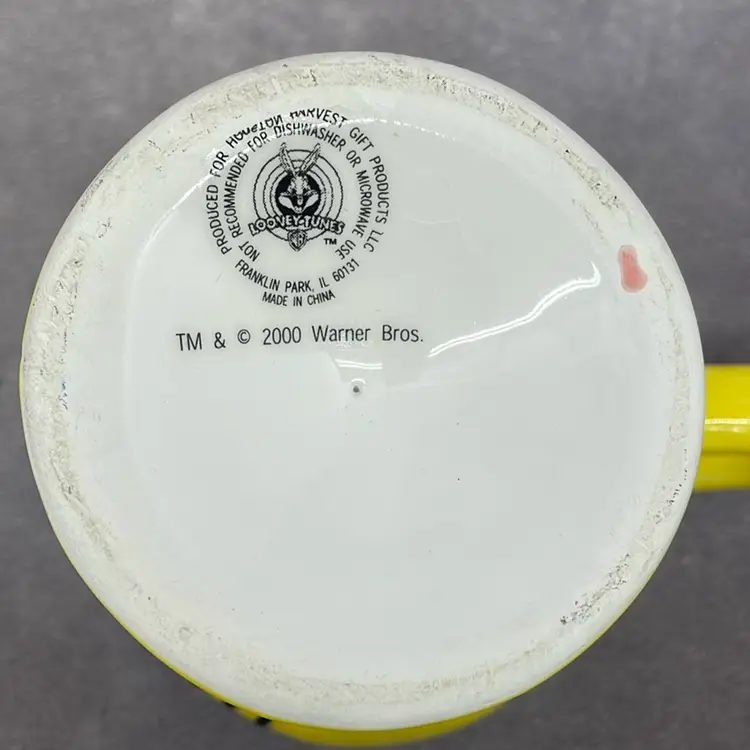 PRODUCED FOR HOUSTON HARVEST GIFT PRODUCTS LLC
NOT RECOMMENDED FOR DISHWASHER OR MICROWAVE USE
LOONEY TUNES
WB
TM
FRANKLIN PARK, IL 60131
MADE IN CHINA
TM & © 2000 Warner Bros.